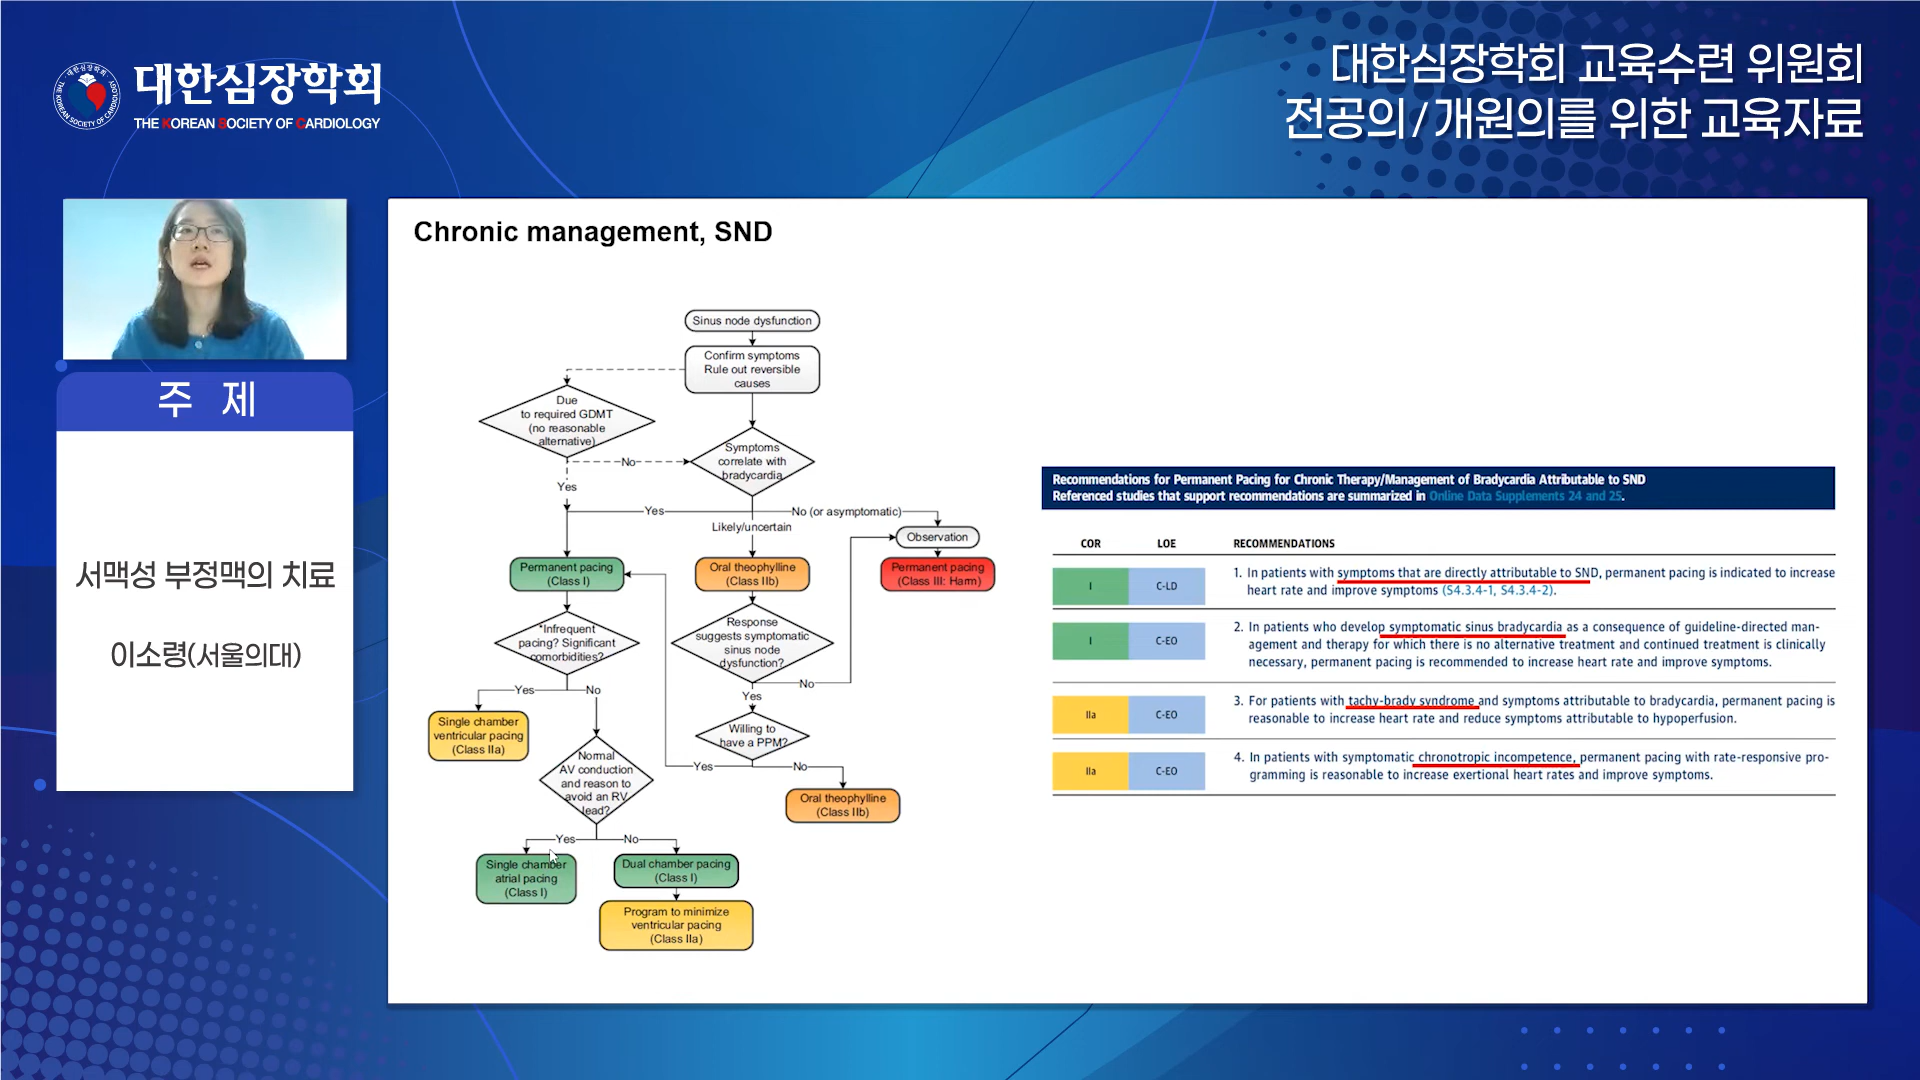 대한심장학회
THE KOREAN SOCIETY OF CARDIOLOGY
대한심장학회 교육수련 위원회
전공의/개원의를 위한 교육자료
주 제
서맥성 부정맥의 치료
이소령(서울의대)
Chronic management, SND
Sinus node dysfunction
Confirm symptoms
Rule out reversible
causes
Due
to required GDMT
(no reasonable
alternative)
No
Symptoms
correlate with
bradycardia
Yes
Yes
Likely/uncertain
No (or asymptomatic)
Observation
Permanent pacing
(Class I)
Oral theophylline
(Class IIb)
Permanent pacing
(Class III: Harm)
*Infrequent
pacing? Significant
comorbidities?
Response
suggests symptomatic
sinus node
dysfunction?
No
Yes
Yes
No
Single chamber
ventricular pacing
(Class IIa)
Willing to
have a PPM?
Yes
No
Normal
AV conduction
and reason to
avoid an RV
lead?
Oral theophylline
(Class IIb)
Yes
No
Single chamber
atrial pacing
(Class I)
Dual chamber pacing
(Class I)
Program to minimize
ventricular pacing
(Class IIa)
Recommendations for Permanent Pacing for Chronic Therapy/Management of Bradycardia Attributable to SND
Referenced studies that support recommendations are summarized in Online Data Supplements 24 and 25.
COR LOE RECOMMENDATIONS
I C-LD 1. In patients with symptoms that are directly attributable to SND, permanent pacing is indicated to increase
heart rate and improve symptoms (S4.3.4-1, S4.3.4-2).
I C-EO 2. In patients who develop symptomatic sinus bradycardia as a consequence of guideline-directed man-
agement and therapy for which there is no alternative treatment and continued treatment is clinically
necessary, permanent pacing is recommended to increase heart rate and improve symptoms.
IIa C-EO 3. For patients with tachy-brady syndrome and symptoms attributable to bradycardia, permanent pacing is
reasonable to increase heart rate and reduce symptoms attributable to hypoperfusion.
IIa C-EO 4. In patients with symptomatic chronotropic incompetence, permanent pacing with rate-responsive pro-
gramming is reasonable to increase exertional heart rates and improve symptoms.